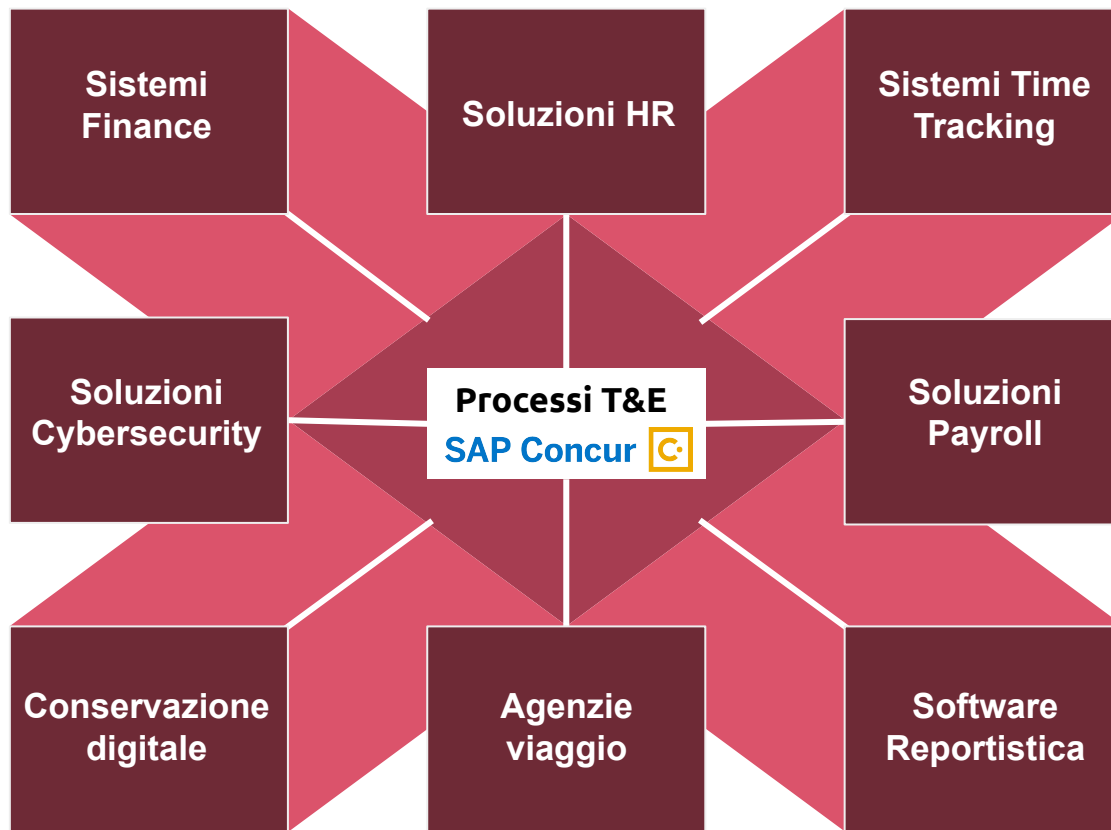 Sistemi
Finance
Soluzioni HR
Sistemi Time
Tracking
Soluzioni
Cybersecurity
Processi T&E
SAP Concur C.
Soluzioni
Payroll
Conservazione
digitale
Agenzie
viaggio
Software
Reportistica